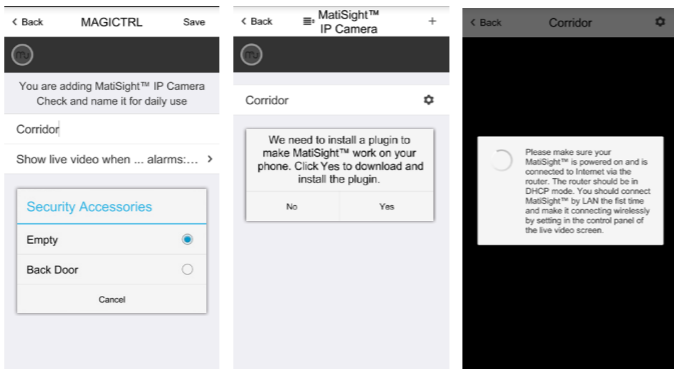 < Back MAGICTRL Save
You are adding MatiSight™ IP Camera
Check and name it for daily use
Corridor
Show live video when ... alarms:... >
Security Accessories
Empty
Back Door
Cancel
< Back MatiSight™ +
IP Camera
Corridor
We need to install a plugin to
make MatiSight™ work on your
phone. Click Yes to download and
install the plugin.
No Yes
< Back Corridor
Please make sure your
MatiSight™ is powered on and is
connected to Internet via the
router. The router should be in
DHCP mode. You should connect
MatiSight™ by LAN the fist time
and make it connecting wirelessly
by setting in the control panel of
the live video screen.